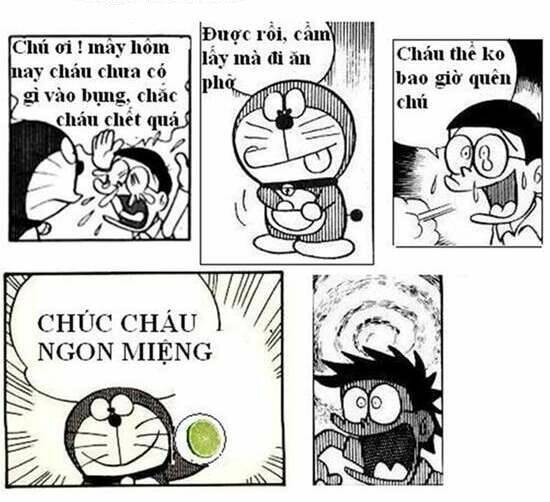 Chú ơi ! mấy hôm
nay cháu chưa có
gì vào bụng, chắc
cháu chết quá
Được rồi, cầm
lấy mà đi ăn
phở
Cháu thề ko
bao giờ quên
chú
CHÚC CHÁU
NGON MIỆNG